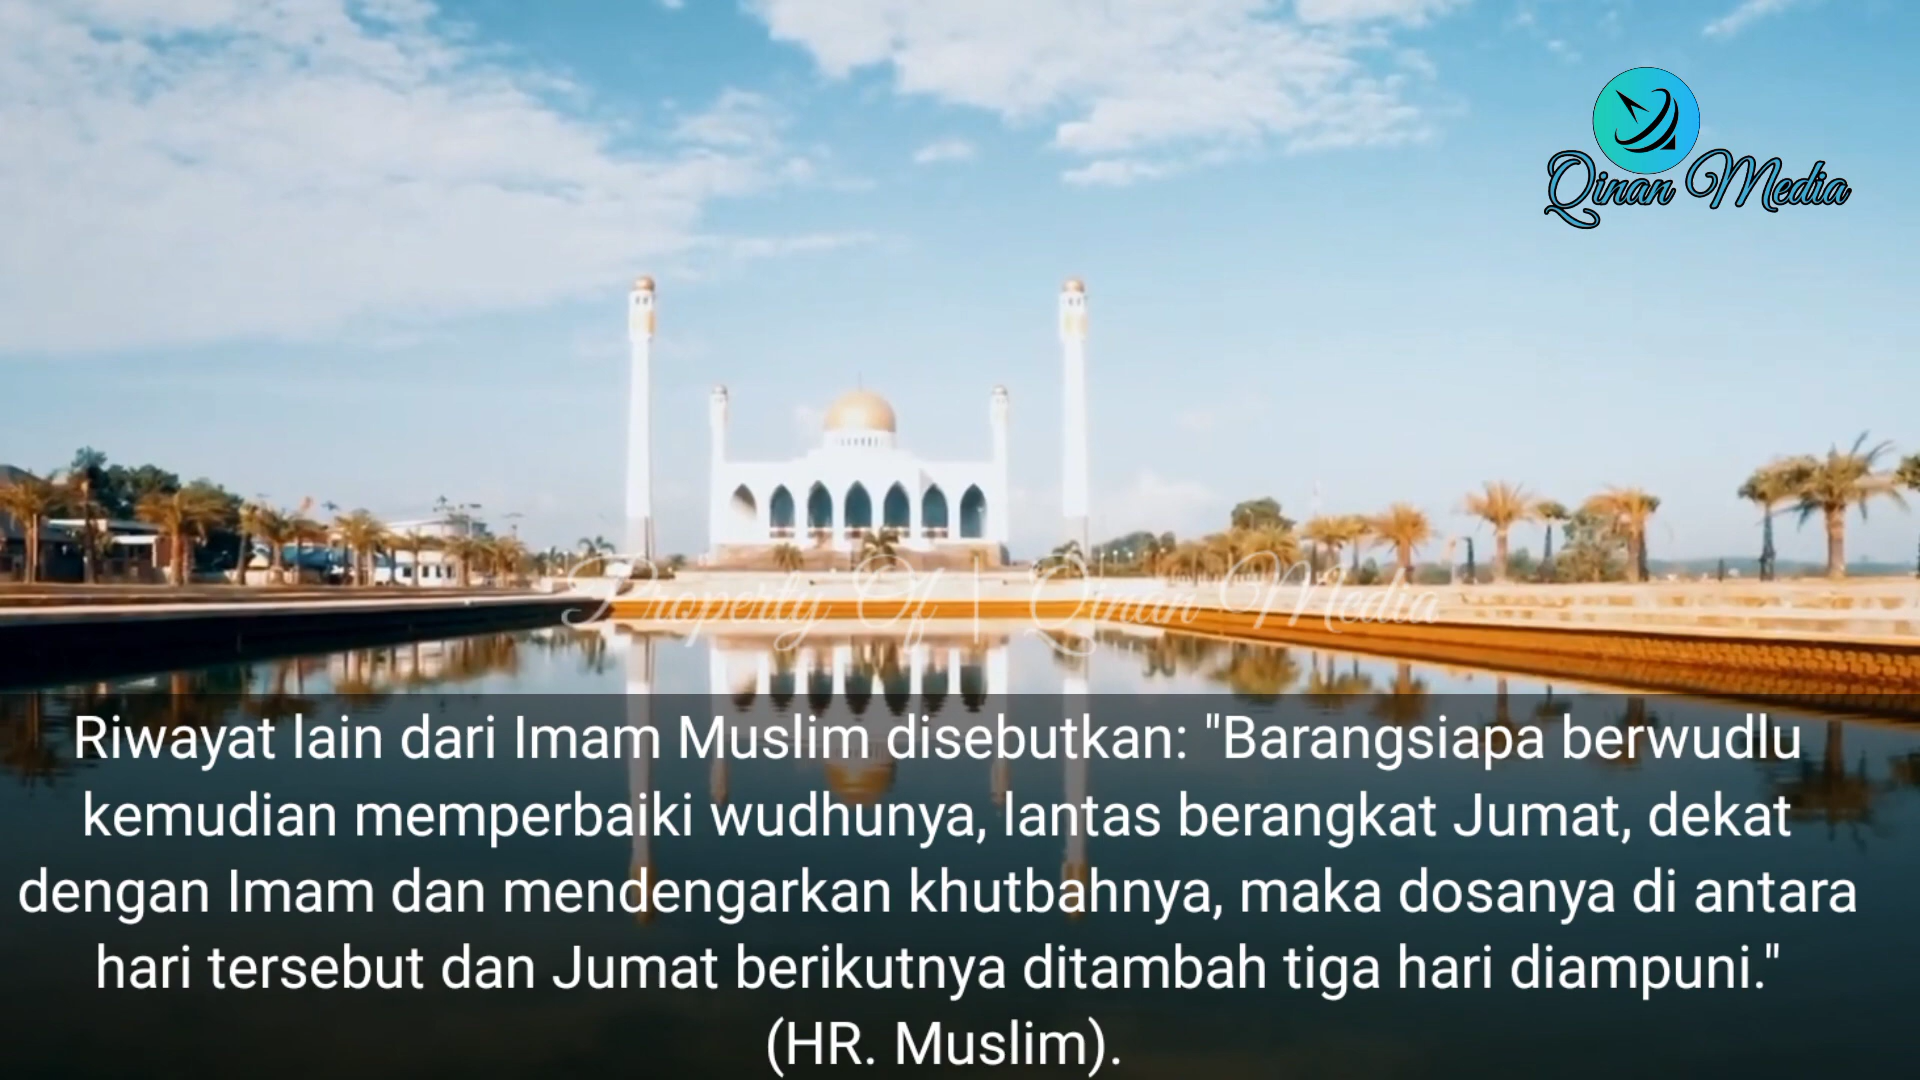 Qinan Media
Property Of | Qinan Media
Riwayat lain dari Imam Muslim disebutkan: "Barangsiapa berwudlu
kemudian memperbaiki wudhunya, lantas berangkat Jumat, dekat
dengan Imam dan mendengarkan khutbahnya, maka dosanya di antara
hari tersebut dan Jumat berikutnya ditambah tiga hari diampuni."
(HR. Muslim).